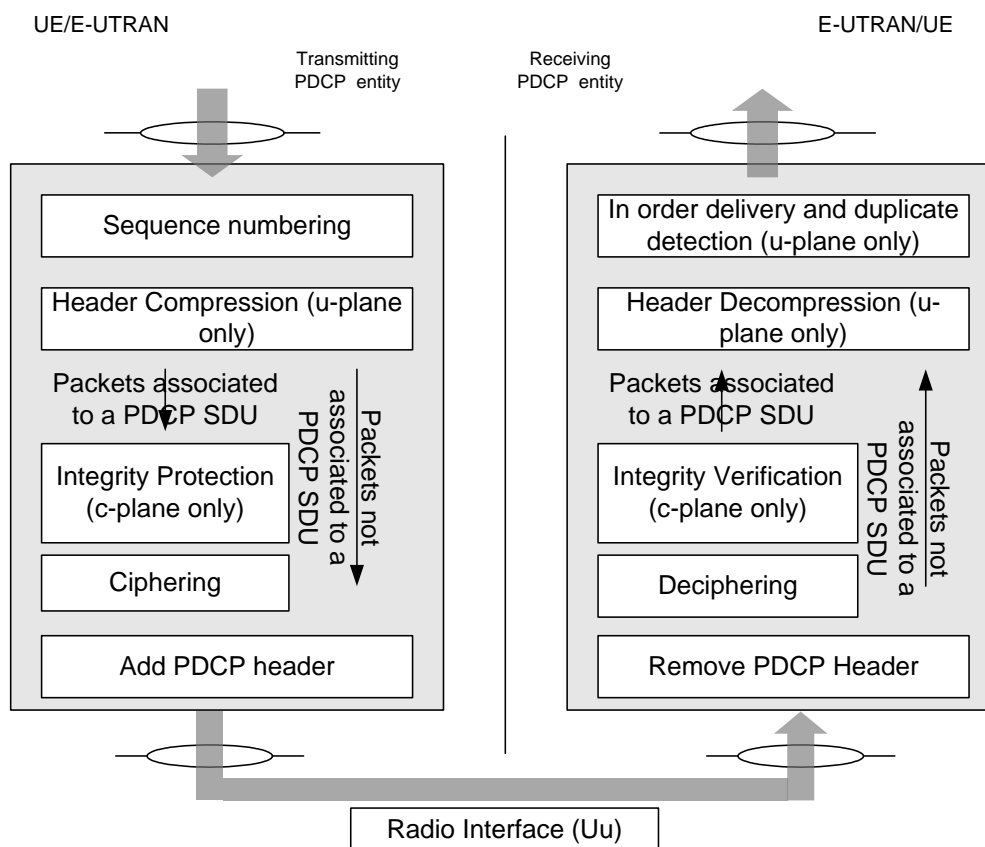 UE/E-UTRAN
E-UTRAN/UE
Transmitting
PDCP entity
Receiving
PDCP entity
Sequence numbering
Header Compression (u-plane
only)
Packets associated
to a PDCP SDU
Packets not
associated to a
PDCP SDU
Integrity Protection
(c-plane only)
Ciphering
Add PDCP header
In order delivery and duplicate
detection (u-plane only)
Header Decompression (u-
plane only)
Packets associated
to a PDCP SDU
Packets not
associated to a
PDCP SDU
Integrity Verification
(c-plane only)
Deciphering
Remove PDCP Header
Radio Interface (Uu)